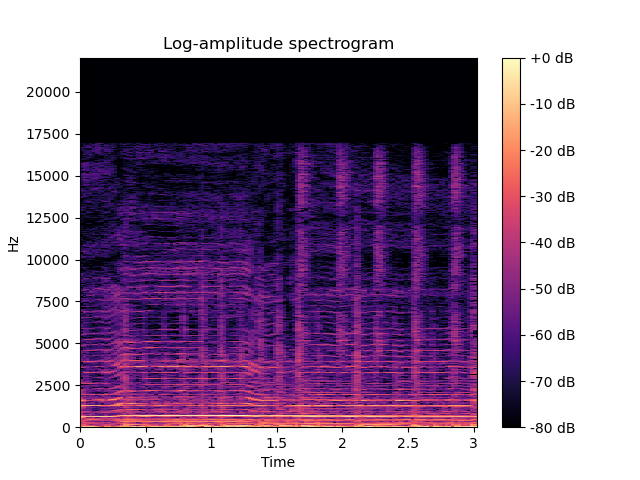 Log-amplitude spectrogram
Hz
20000
17500
15000
12500
10000
7500
5000
2500
0
0 0.5 1 1.5 2 2.5 3
Time
+0 dB
-10 dB
-20 dB
-30 dB
-40 dB
-50 dB
-60 dB
-70 dB
-80 dB